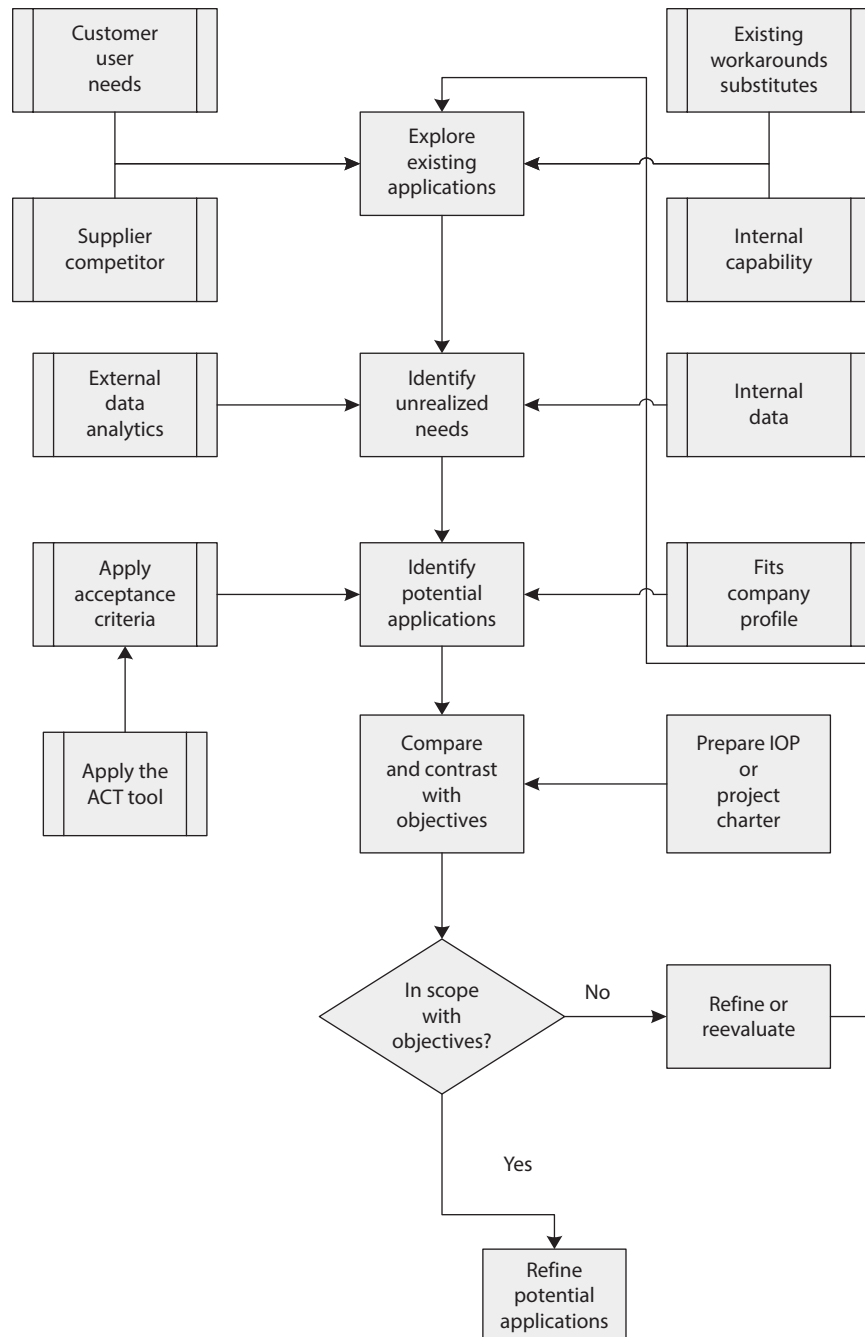 Customer
user
needs
Existing
workarounds
substitutes
Explore
existing
applications
Supplier
competitor
Internal
capability
External
data
analytics
Identify
unrealized
needs
Internal
data
Apply
acceptance
criteria
Identify
potential
applications
Fits
company
profile
Apply the
ACT tool
Compare
and contrast
with
objectives
Prepare IOP
or
project
charter
In scope
with
objectives?
No
Refine or
reevaluate
Yes
Refine
potential
applications